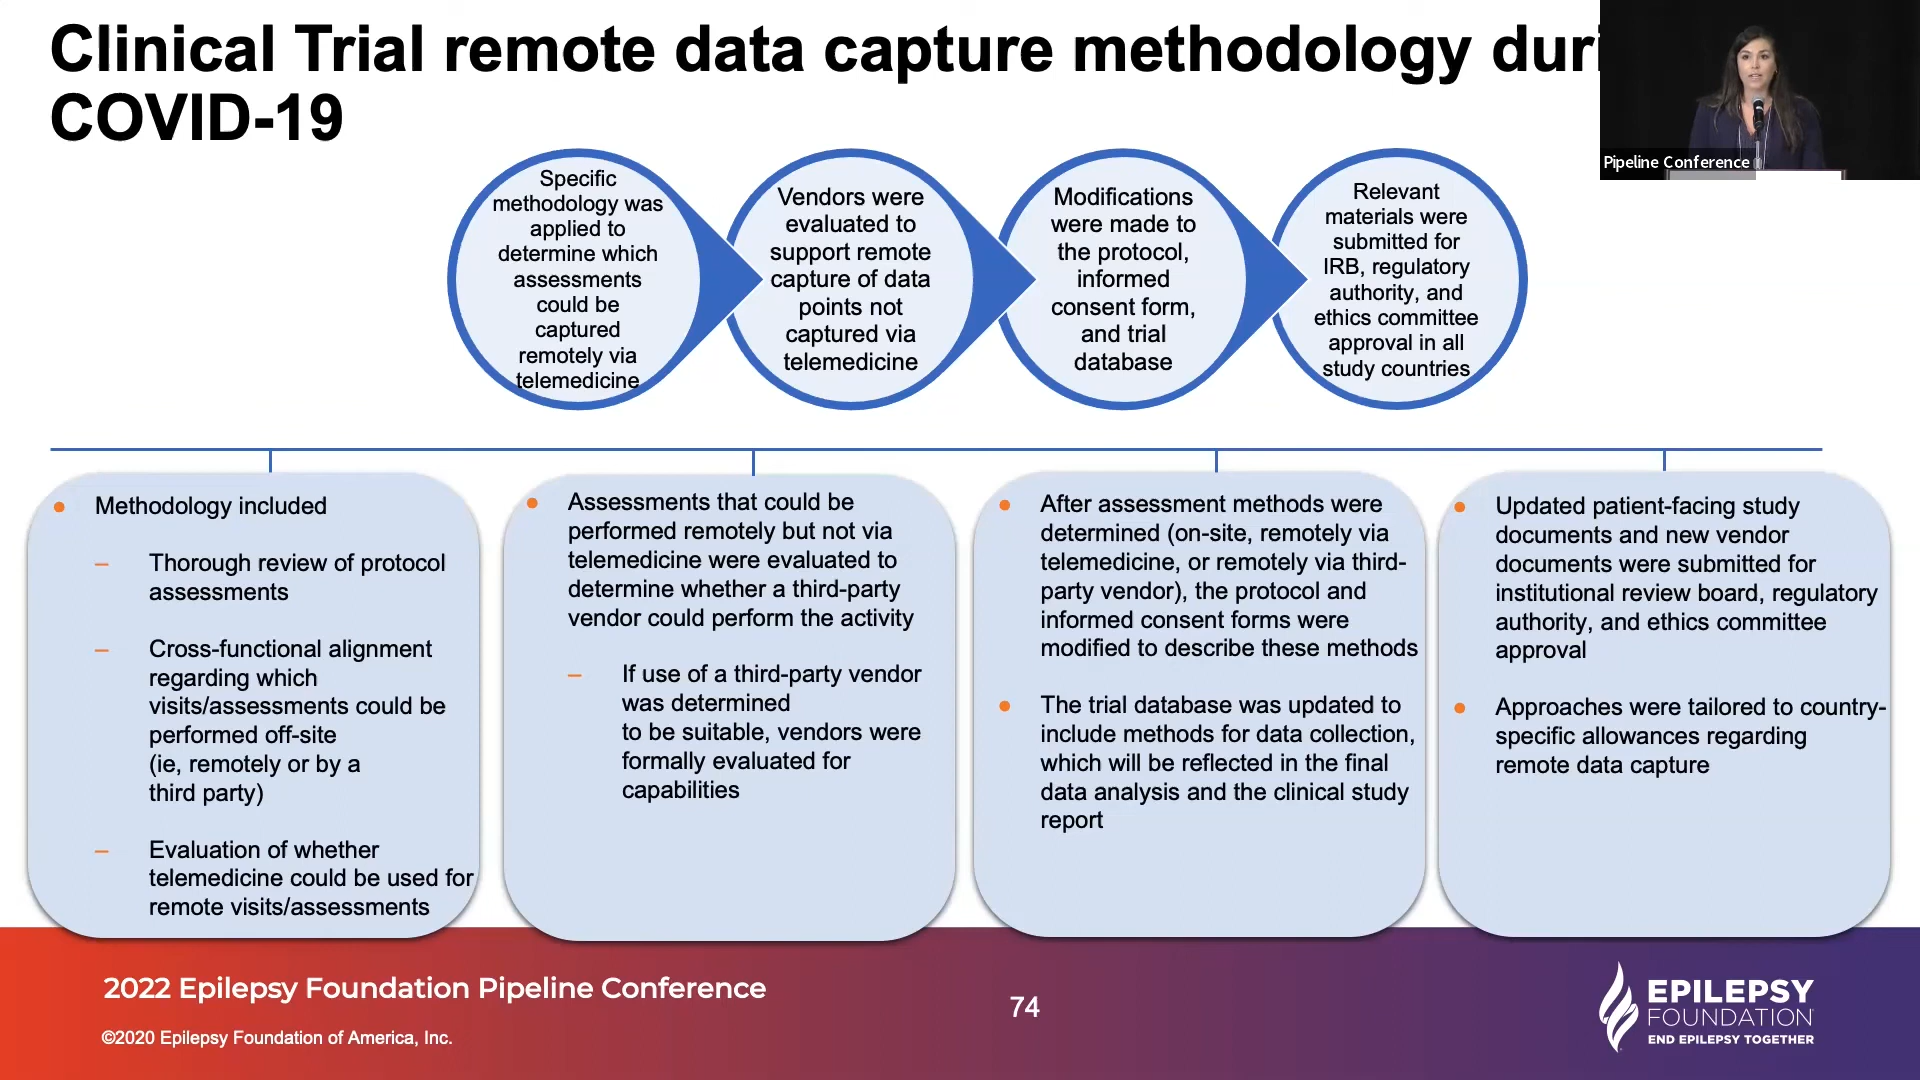 Clinical Trial remote data capture methodology duri
COVID-19
Pipeline Conference
Specific
methodology was
applied to
determine which
assessments
could be
captured
remotely via
telemedicine
Vendors were
evaluated to
support remote
capture of data
points not
captured via
telemedicine
Modifications
were made to
the protocol,
informed
consent form,
and trial
database
Relevant
materials were
submitted for
IRB, regulatory
authority, and
ethics committee
approval in all
study countries
• Methodology included
– Thorough review of protocol
assessments
– Cross-functional alignment
regarding which
visits/assessments could be
performed off-site
(ie, remotely or by a
third party)
– Evaluation of whether
telemedicine could be used for
remote visits/assessments
• Assessments that could be
performed remotely but not via
telemedicine were evaluated to
determine whether a third-party
vendor could perform the activity
– If use of a third-party vendor
was determined
to be suitable, vendors were
formally evaluated for
capabilities
• After assessment methods were
determined (on-site, remotely via
telemedicine, or remotely via third-
party vendor), the protocol and
informed consent forms were
modified to describe these methods
• The trial database was updated to
include methods for data collection,
which will be reflected in the final
data analysis and the clinical study
report
• Updated patient-facing study
documents and new vendor
documents were submitted for
institutional review board, regulatory
authority, and ethics committee
approval
• Approaches were tailored to country-
specific allowances regarding
remote data capture
2022 Epilepsy Foundation Pipeline Conference
©2020 Epilepsy Foundation of America, Inc.
74
EPILEPSY
FOUNDATION
END EPILEPSY TOGETHER